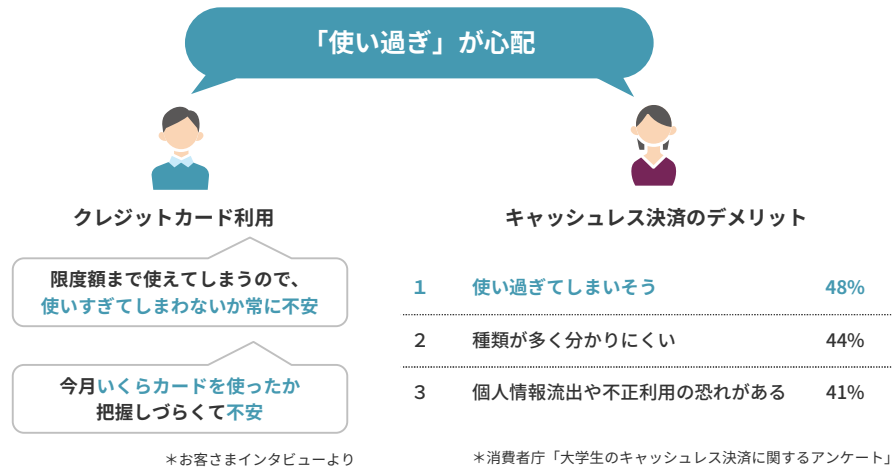 「使い過ぎ」が心配
クレジットカード利用
限度額まで使えてしまうので、
使いすぎてしまわないか常に不安
今月いくらカードを使ったか
把握しづらくて不安
＊お客さまインタビューより
キャッシュレス決済のデメリット
1 使い過ぎてしまいそう 48%
2 種類が多く分かりにくい 44%
3 個人情報流出や不正利用の恐れがある 41%
＊消費者庁「大学生のキャッシュレス決済に関するアンケート」